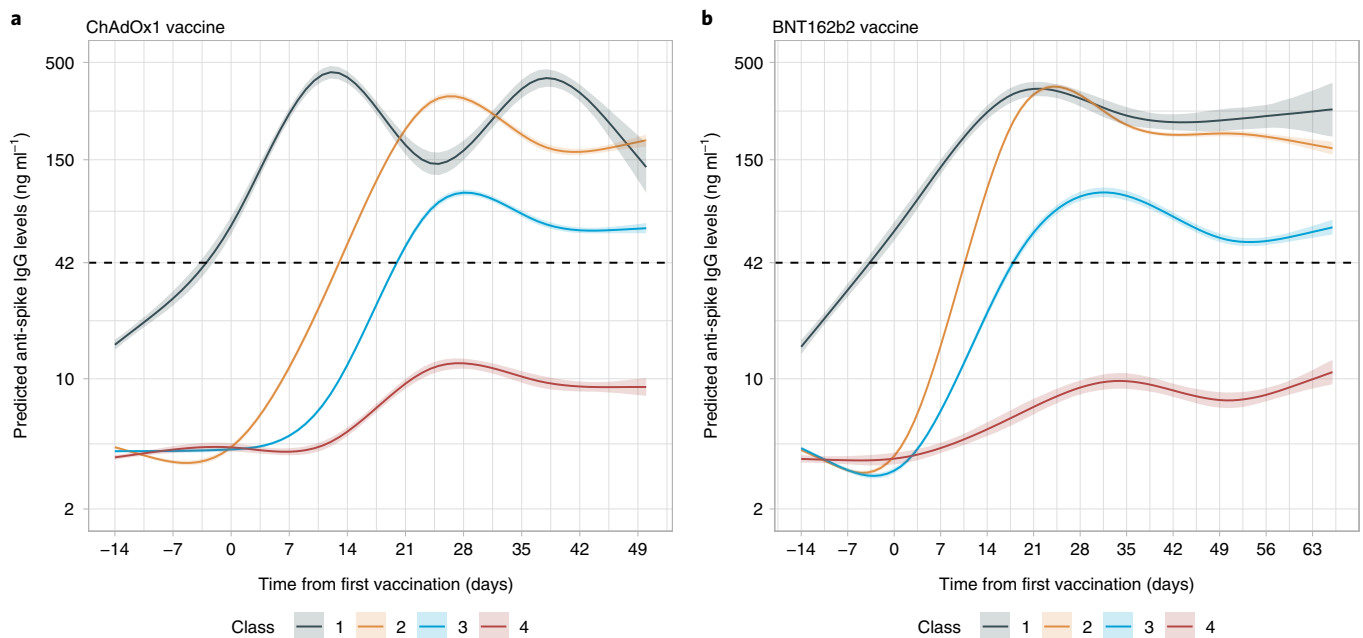 a
ChAdOx1 vaccine
Predicted anti-spike IgG levels (ng ml⁻¹)
500
150
42
10
2
−14 −7 0 7 14 21 28 35 42 49
Time from first vaccination (days)
Class 1 2 3 4
b
BNT162b2 vaccine
Predicted anti-spike IgG levels (ng ml⁻¹)
500
150
42
10
2
−14 −7 0 7 14 21 28 35 42 49 56 63
Time from first vaccination (days)
Class 1 2 3 4